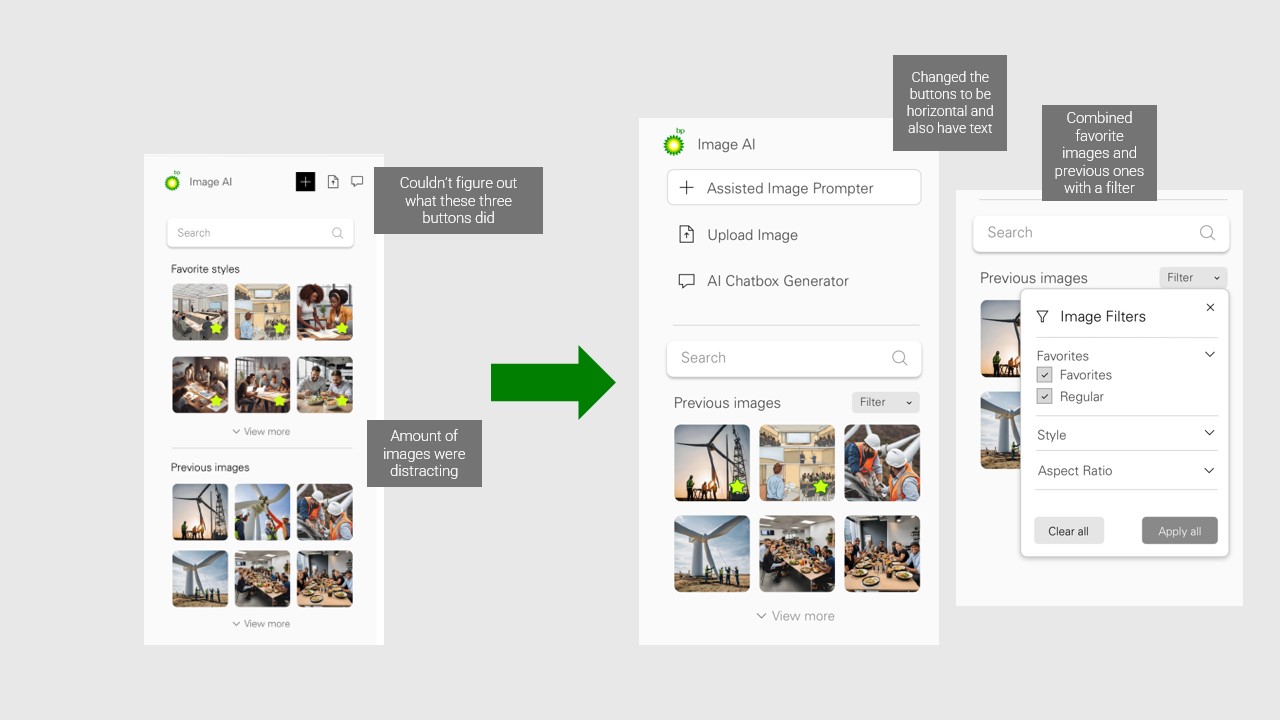 bp
Image AI
Couldn't figure out
what these three
buttons did
Search
Favorite styles
View more
Amount of
images were
distracting
Previous images
View more
Changed the
buttons to be
horizontal and
also have text
bp
Image AI
Assisted Image Prompter
Upload Image
AI Chatbox Generator
Search
Previous images
Filter
View more
Combined
favorite
images and
previous ones
with a filter
Search
Previous images
Filter
Image Filters
Favorites
Favorites
Regular
Style
Aspect Ratio
Clear all
Apply all